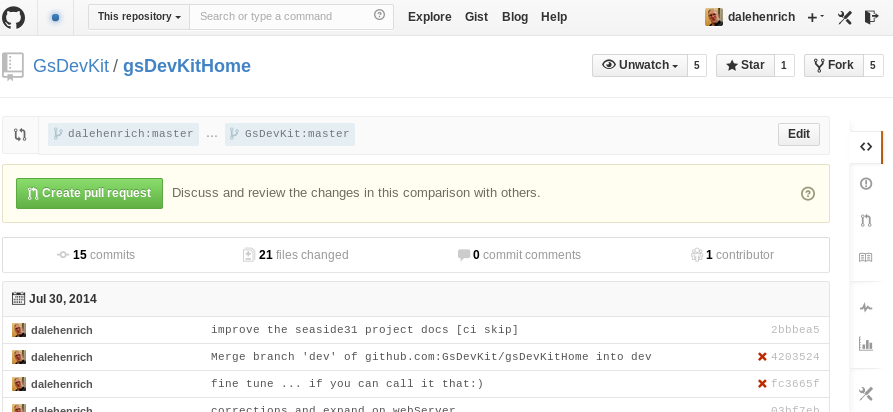 This repository Search or type a command Explore Gist Blog Help dalehenrich
GsDevKit / gsDevKitHome Unwatch 5 Star 1 Fork 5
dalehenrich:master ... GsDevKit:master Edit
Create pull request Discuss and review the changes in this comparison with others.
15 commits 21 files changed 0 commit comments 1 contributor
Jul 30, 2014
dalehenrich improve the seaside31 project docs [ci skip] 2bbbea5
dalehenrich Merge branch 'dev' of github.com:GsDevKit/gsDevKitHome into dev 4203524
dalehenrich fine tune ... if you can call it that:) fc3665f
dalehenrich corrections and expand on webServer 03bf7eb